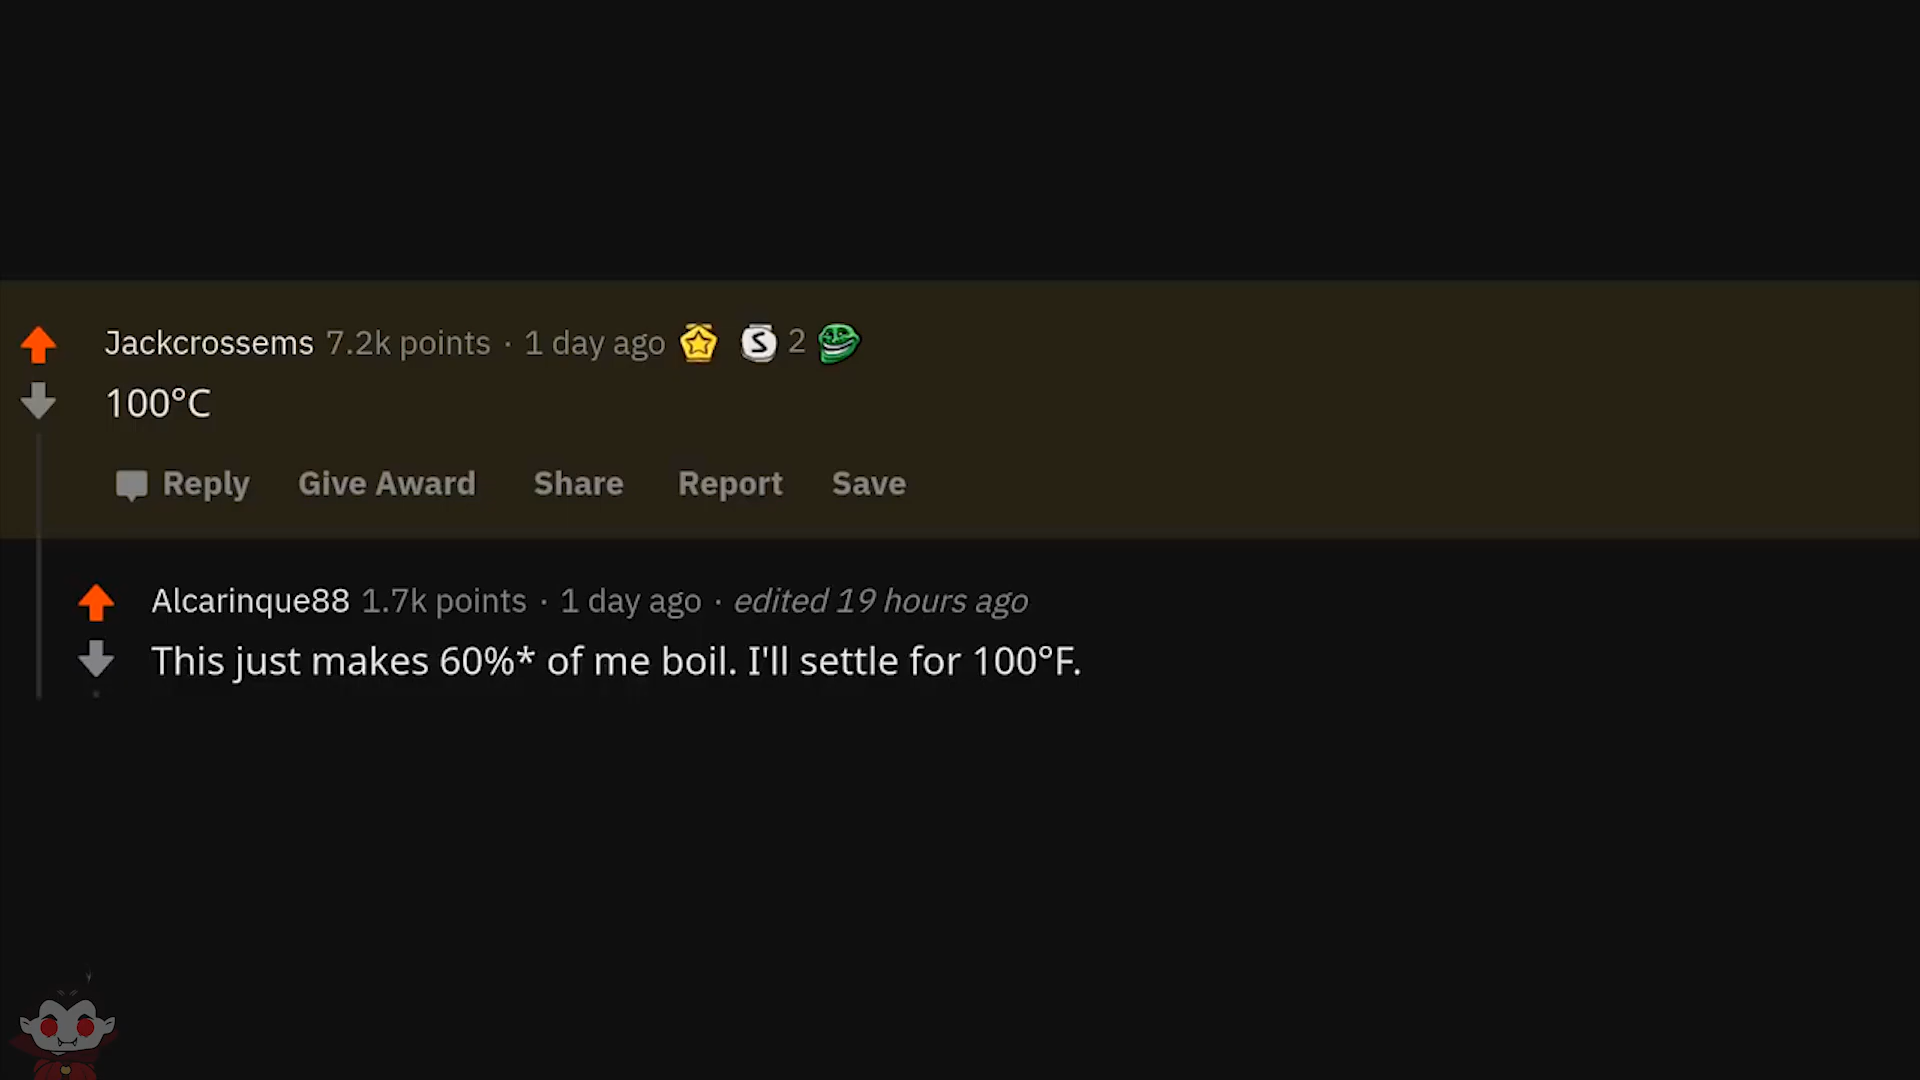 Jackcrossems 7.2k points · 1 day ago S 2
100°C
Reply Give Award Share Report Save
Alcarinque88 1.7k points · 1 day ago · edited 19 hours ago
This just makes 60%* of me boil. I'll settle for 100°F.